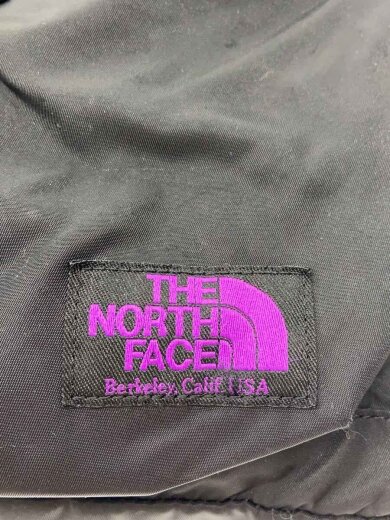 THE
NORTH
FACE
Berkeley, Calif. USA